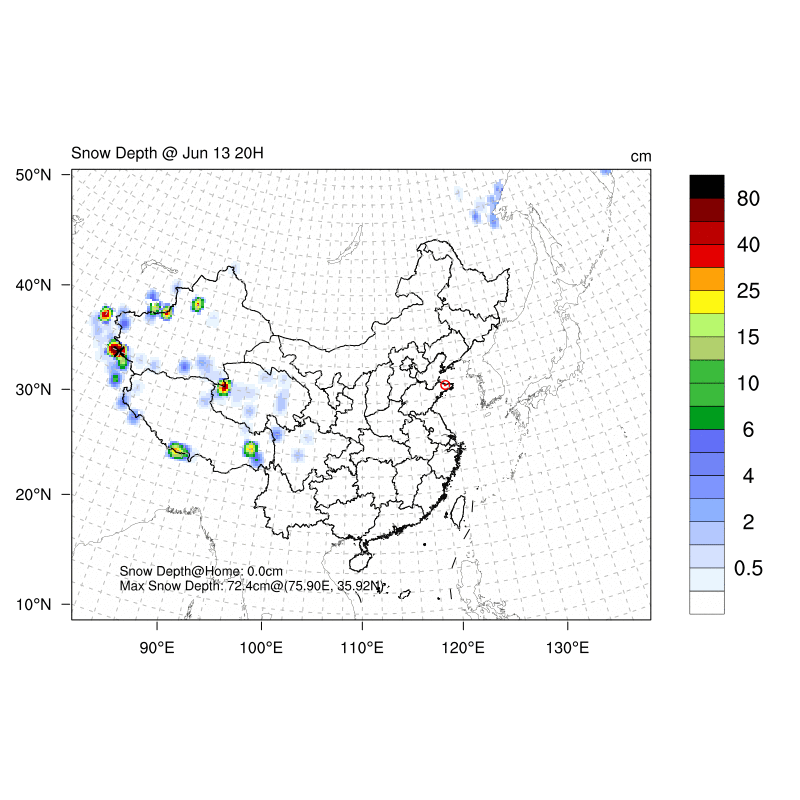 Snow Depth @ Jun 13 20H
cm
50°N
40°N
30°N
20°N
10°N
90°E 100°E 110°E 120°E 130°E
80
40
25
15
10
6
4
2
0.5
Snow Depth@Home: 0.0cm
Max Snow Depth: 72.4cm@(75.90E, 35.92N)